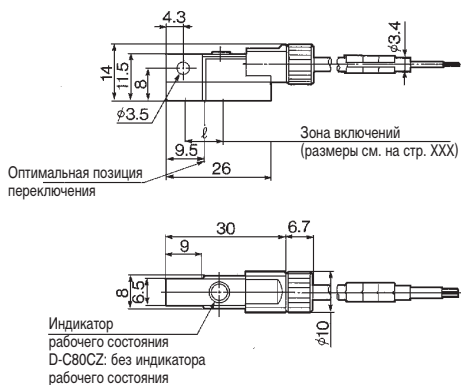 4.3
ϕ3.4
14
11.5
8
ϕ3.5
ℓ
9.5
26
Зона включений
(размеры см. на стр. XXX)
Оптимальная позиция
переключения
30
6.7
9
8
6.5
ϕ10
Индикатор
рабочего состояния
D-C80CZ: без индикатора
рабочего состояния